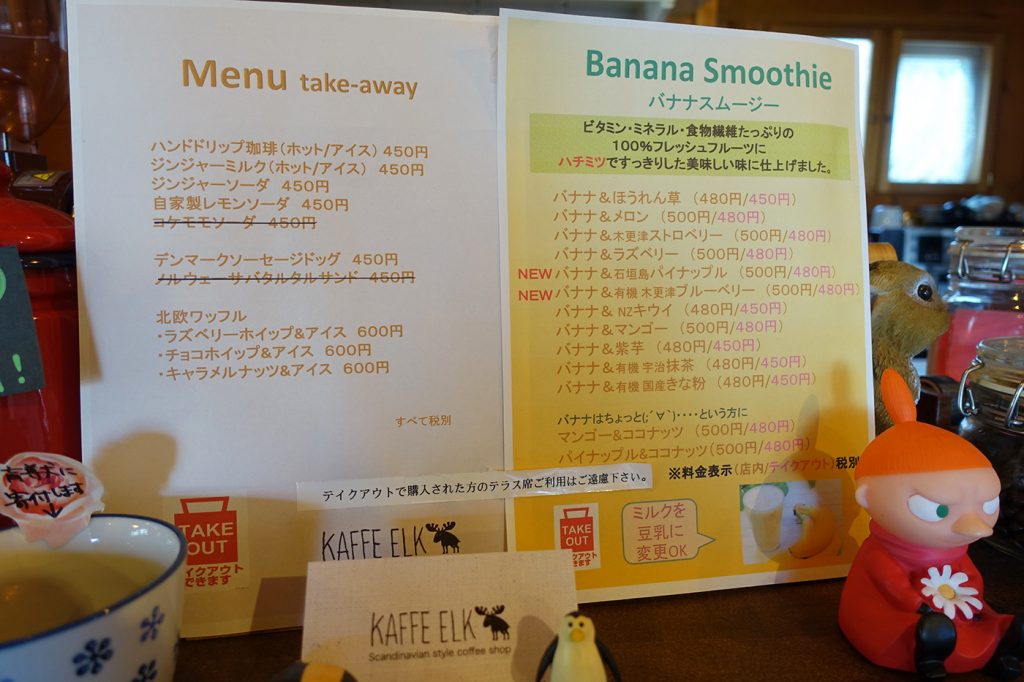 Menu take-away
ハンドドリップ珈琲(ホット/アイス) 450円
ジンジャーミルク(ホット/アイス) 450円
ジンジャーソーダ 450円
自家製レモンソーダ 450円
コケモモソーダ 450円
デンマークソーセージドッグ 450円
ノルウェーサバタルタルサンド 450円
北欧ワッフル
・ラズベリーホイップ&アイス 600円
・チョコホイップ&アイス 600円
・キャラメルナッツ&アイス 600円
すべて税別
Banana Smoothie
バナナスムージー
ビタミン・ミネラル・食物繊維たっぷりの
100%フレッシュフルーツに
ハチミツですっきりした美味しい味に仕上げました。
バナナ&ほうれん草 (480円/450円)
バナナ&メロン (500円/480円)
バナナ&木更津ストロベリー (500円/480円)
バナナ&ラズベリー (500円/480円)
NEW バナナ&石垣島パイナップル (500円/480円)
NEW バナナ&有機 木更津ブルーベリー (500円/480円)
バナナ& NZキウイ (480円/450円)
バナナ&マンゴー (500円/480円)
バナナ&紫芋 (480円/450円)
バナナ&有機 宇治抹茶 (480円/450円)
バナナ&有機 国産きな粉 (480円/450円)
バナナはちょっと(;´∀`)････という方に
マンゴー&ココナッツ (500円/480円)
パイナップル&ココナッツ(500円/480円)
※料金表示(店内/テイクアウト)税別
テイクアウトで購入された方のテラス席ご利用はご遠慮下さい。
TAKE
OUT
イクアウト
できます
KAFFE ELK
TAKE
OUT
テイクアウト
できます
ミルクを
豆乳に
変更OK
KAFFE ELK
Scandinavian style coffee shop
寄付します